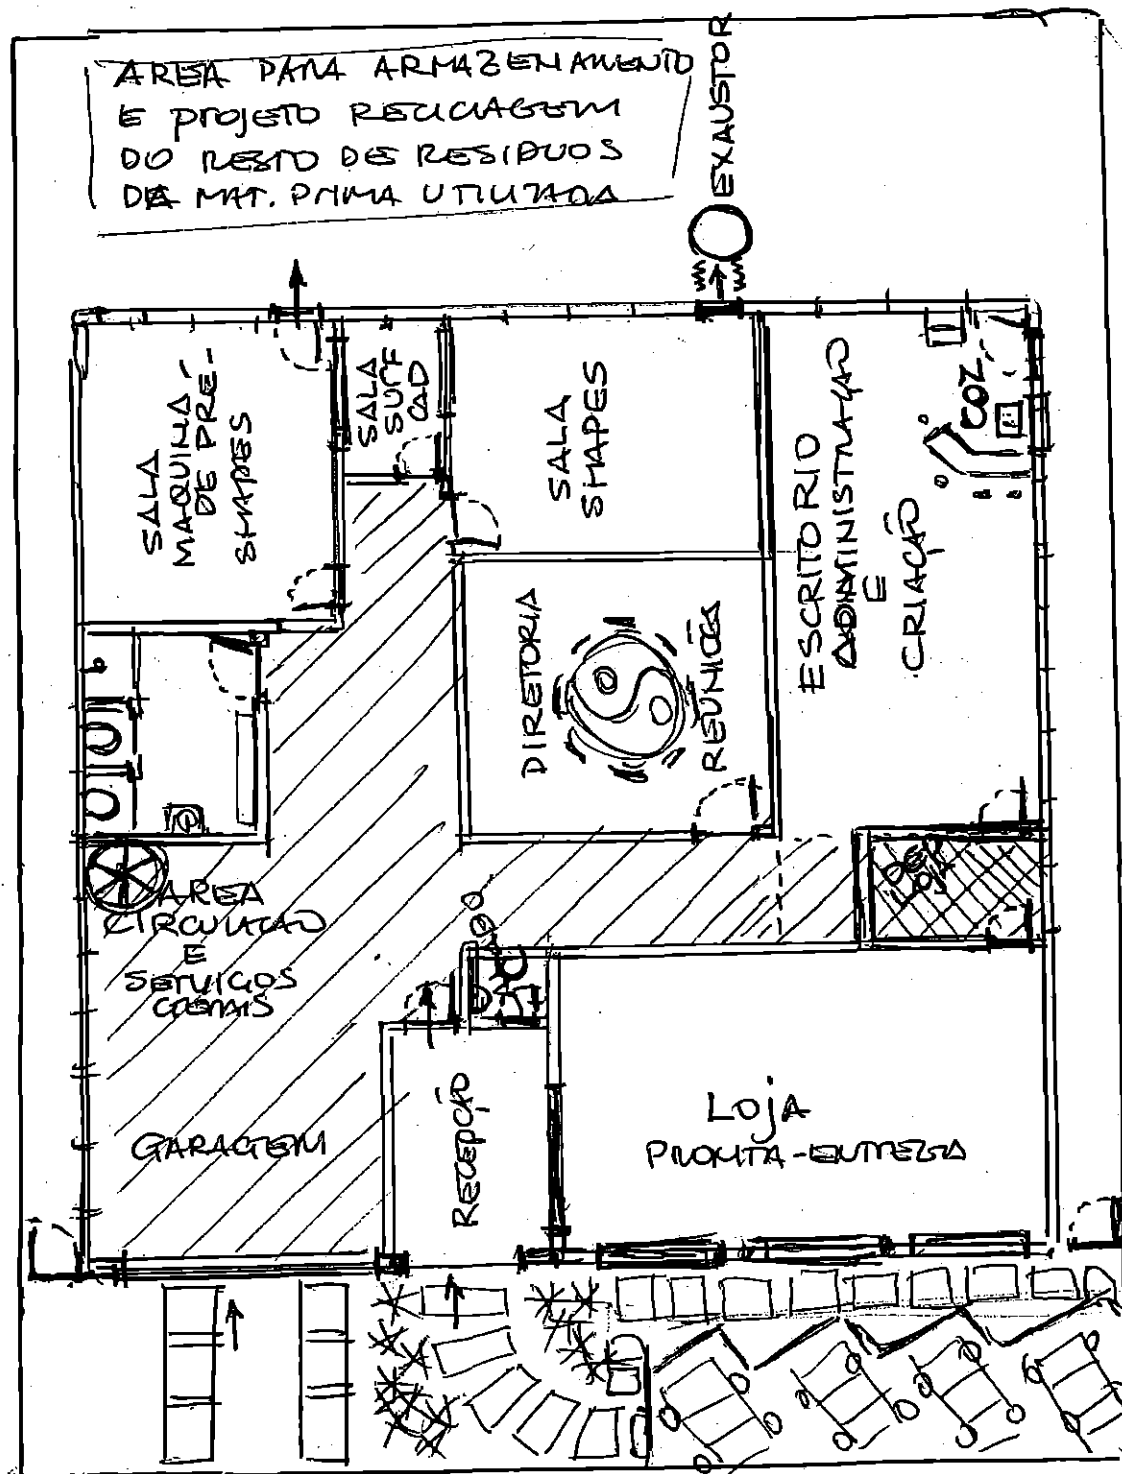 AREA PARA ARMAZENAMENTO
E PROJETO RECICLAGEM
DO RESTO DE RESIDUOS
DE MAT. PRIMA UTILIZADA
EXAUSTOR
SALA
MAQUINA
DE PRE-
SHAPES
SALA
SURF
CAD
SALA
SHAPES
ESCRITORIO
ADMINISTRAÇÃO
E
CRIAÇÃO
COZ.
DIRETORIA
REUNIÕES
AREA
CIRCULAÇÃO
E
SERVIÇOS
GERAIS
GARAGEM
RECEPÇÃO
LOJA
PRONTA-ENTREGA